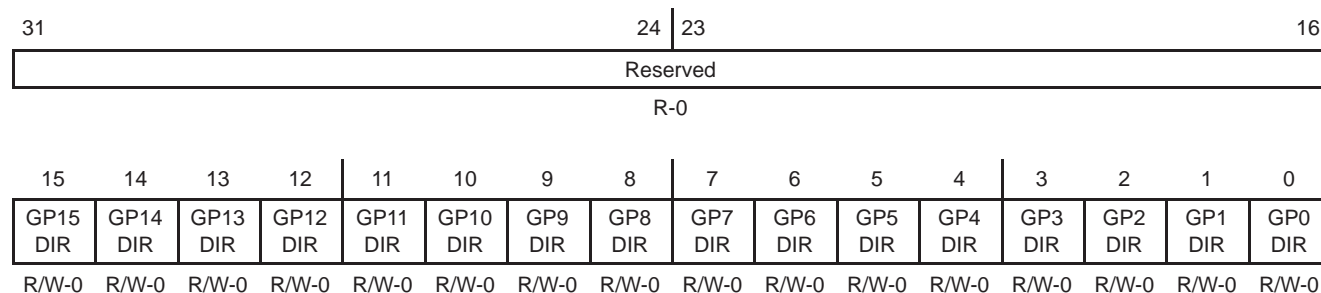 31 24 23 16
Reserved
R-0
15 14 13 12 11 10 9 8 7 6 5 4 3 2 1 0
GP15 GP14 GP13 GP12 GP11 GP10 GP9 GP8 GP7 GP6 GP5 GP4 GP3 GP2 GP1 GP0
DIR DIR DIR DIR DIR DIR DIR DIR DIR DIR DIR DIR DIR DIR DIR DIR
R/W-0 R/W-0 R/W-0 R/W-0 R/W-0 R/W-0 R/W-0 R/W-0 R/W-0 R/W-0 R/W-0 R/W-0 R/W-0 R/W-0 R/W-0 R/W-0